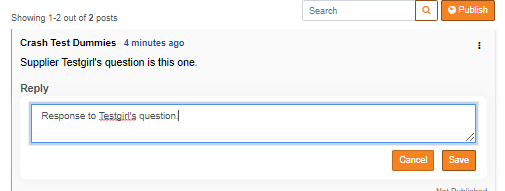 Search
Publish
Showing 1-2 out of 2 posts
Crash Test Dummies 4 minutes ago
Supplier Testgirl's question is this one.
Reply
Response to Testgirl's question.
Cancel Save
Not Published